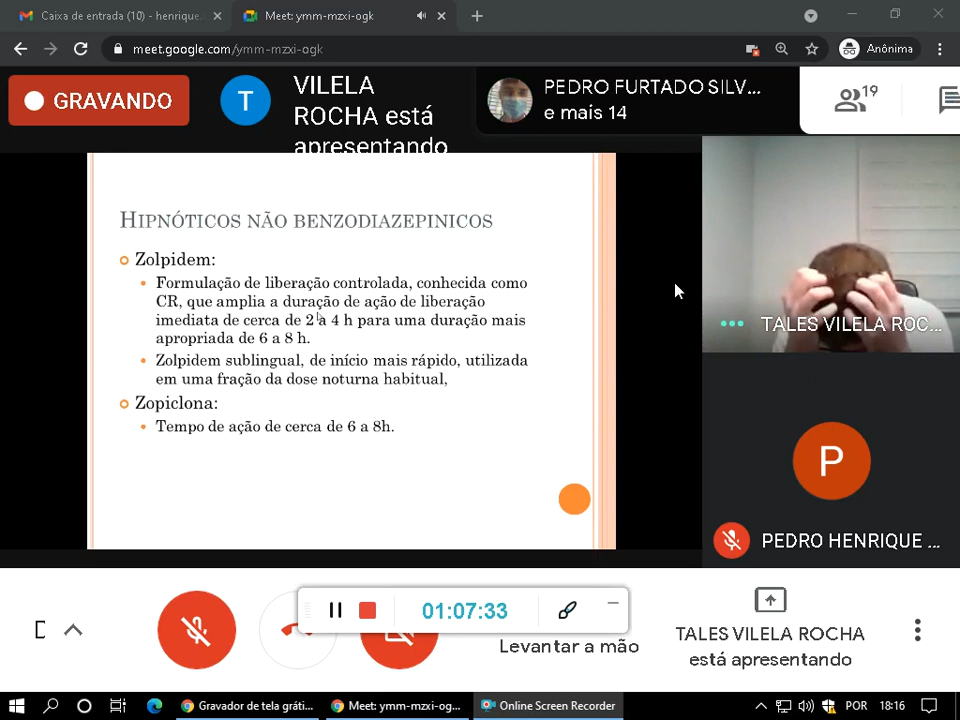 Caixa de entrada (10) - henrique.
Meet: ymm-mzxi-ogk
meet.google.com/ymm-mzxi-ogk
Anônima
GRAVANDO
T
VILELA
ROCHA está
apresentando
PEDRO FURTADO SILV...
e mais 14
19
HIPNÓTICOS NÃO BENZODIAZEPINICOS
Zolpidem:
Formulação de liberação controlada, conhecida como
CR, que amplia a duração de ação de liberação
imediata de cerca de 2 a 4 h para uma duração mais
apropriada de 6 a 8 h.
Zolpidem sublingual, de início mais rápido, utilizada
em uma fração da dose noturna habitual,
Zopiclona:
Tempo de ação de cerca de 6 a 8h.
TALES VILELA ROC...
P
PEDRO HENRIQUE ...
01:07:33
Levantar a mão
TALES VILELA ROCHA
está apresentando
Gravador de tela gráti...
Meet: ymm-mzxi-og...
Online Screen Recorder
POR
18:16